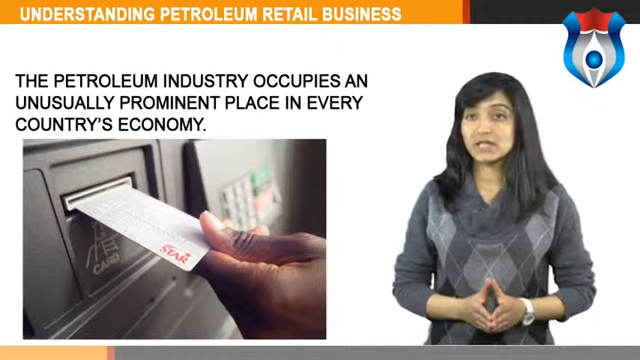 UNDERSTANDING PETROLEUM RETAIL BUSINESS
THE PETROLEUM INDUSTRY OCCUPIES AN
UNUSUALLY PROMINENT PLACE IN EVERY
COUNTRY'S ECONOMY.
STAR
CARD